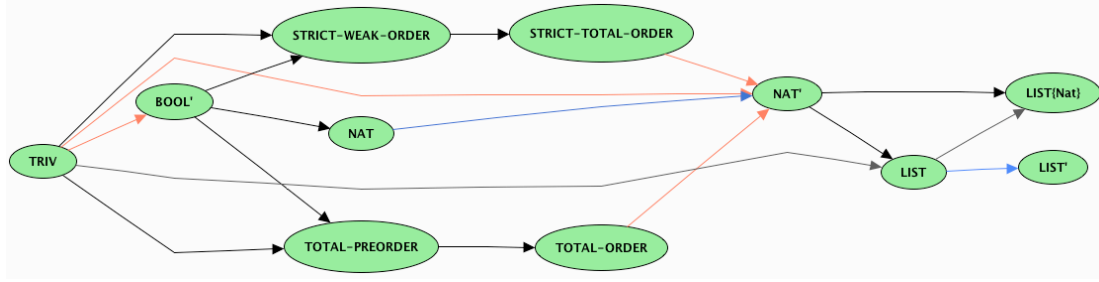 STRICT-WEAK-ORDER
STRICT-TOTAL-ORDER
BOOL'
NAT'
LIST{Nat}
NAT
TRIV
LIST
LIST'
TOTAL-PREORDER
TOTAL-ORDER